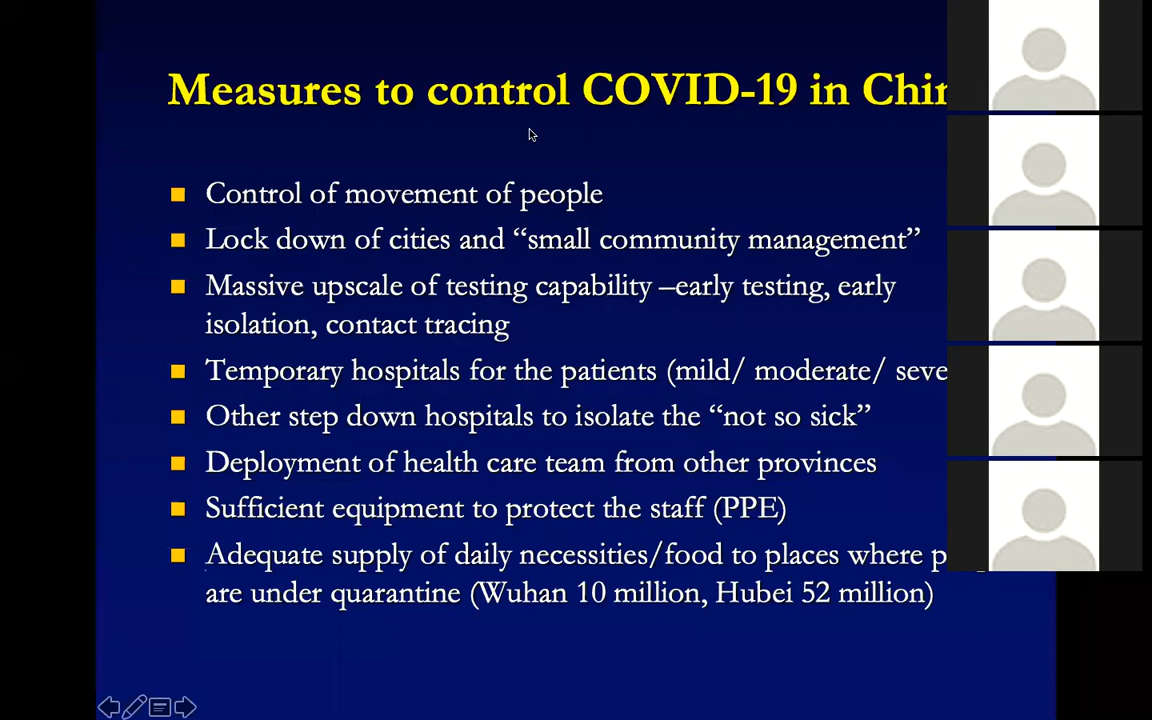 Measures to control COVID-19 in Chin
Control of movement of people
Lock down of cities and “small community management”
Massive upscale of testing capability –early testing, early
isolation, contact tracing
Temporary hospitals for the patients (mild/ moderate/ seve
Other step down hospitals to isolate the “not so sick”
Deployment of health care team from other provinces
Sufficient equipment to protect the staff (PPE)
Adequate supply of daily necessities/food to places where
are under quarantine (Wuhan 10 million, Hubei 52 million)